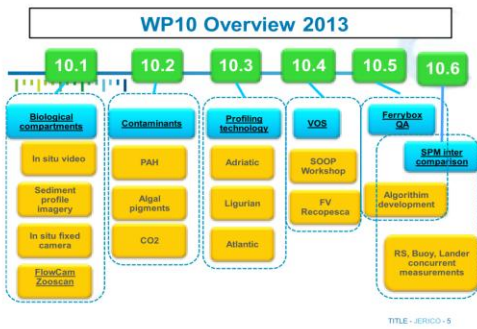 WP10 Overview 2013
10.1
10.2
10.3
10.4
10.5
10.6
Biological
compartments
In situ video
Sediment
profile
imagery
In situ fixed
camera
FlowCam
Zooscan
Contaminants
PAH
Algal
pigments
CO2
Profiling
technology
Adriatic
Ligurian
Atlantic
VOS
SOOP
Workshop
FV
Recopesca
Ferrybox
QA
SPM inter
comparison
Algorithim
development
RS, Buoy, Lander
concurrent
measurements
TITLE - JERICO - 5